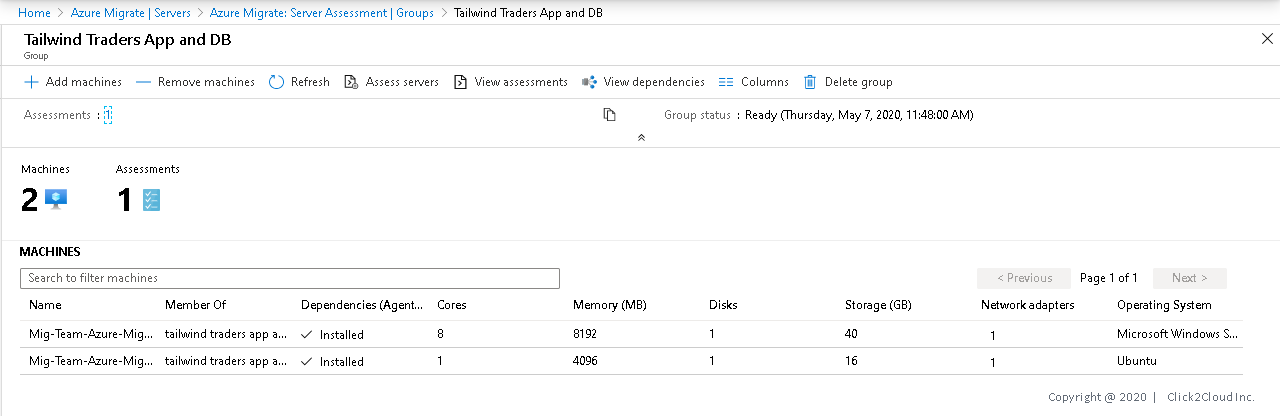 Home > Azure Migrate | Servers > Azure Migrate: Server Assessment | Groups > Tailwind Traders App and DB
Tailwind Traders App and DB
Group
Add machines Remove machines Refresh Assess servers View assessments View dependencies Columns Delete group
Assessments : 1 Group status : Ready (Thursday, May 7, 2020, 11:48:00 AM)
Machines Assessments
2 1
MACHINES
Search to filter machines < Previous Page 1 of 1 Next >
Name Member Of Dependencies (Agent... Cores Memory (MB) Disks Storage (GB) Network adapters Operating System
Mig-Team-Azure-Mig... tailwind traders app a... Installed 8 8192 1 40 1 Microsoft Windows S...
Mig-Team-Azure-Mig... tailwind traders app a... Installed 1 4096 1 16 1 Ubuntu
Copyright @ 2020 | Click2Cloud Inc.